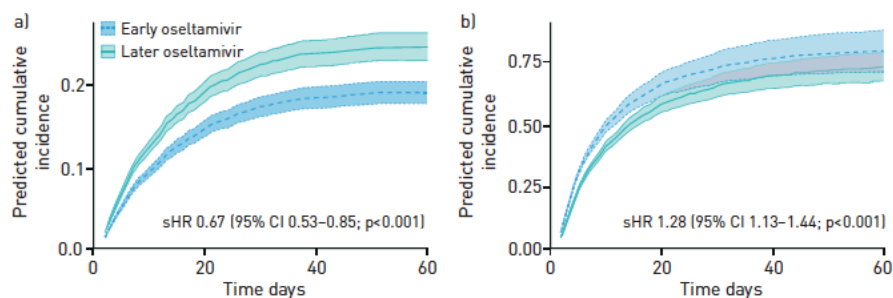 a)
Early oseltamivir
Later oseltamivir
Predicted cumulative
incidence
0.2
0.1
0.0
sHR 0.67 (95% CI 0.53–0.85; p<0.001)
0
20
40
60
Time days
b)
Predicted cumulative
incidence
0.75
0.50
0.25
0.00
sHR 1.28 (95% CI 1.13–1.44; p<0.001)
0
20
40
60
Time days